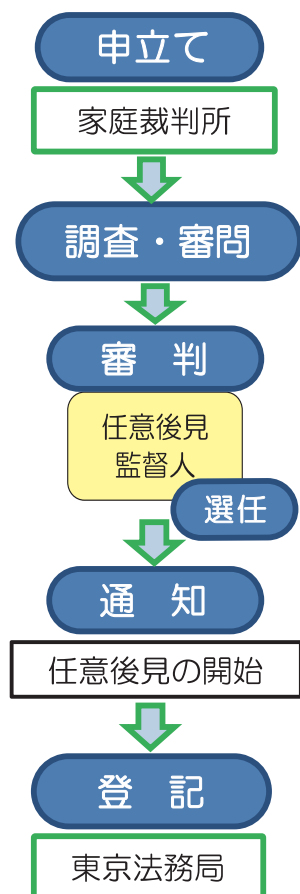 申立て
家庭裁判所
調査・審問
審　判
任意後見
監督人
選任
通　知
任意後見の開始
登　記
東京法務局